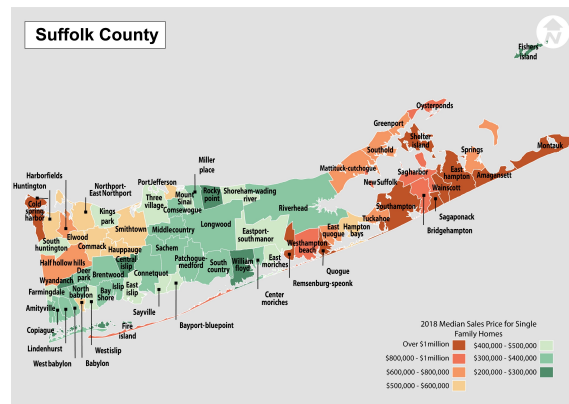 Suffolk County
N
Fishers
Island
Oysterponds
Greenport
Shelter
island
Southold
Springs
Montauk
Miller
place
Mattituck-cutchogue
Sagharbor
East
hampton
Amagansett
Harborfields
Northport-
East Northport
PortJefferson
Mount
Sinai
Rocky
point
Shoreham-wading
river
New Suffolk
Wainscott
Huntington
Cold
spring
harbor
Three
village
Comsewogue
Riverhead
Southampton
Sagaponack
Kings
park
Tuckahoe
Bridgehampton
Elwood
Smithtown
Middlecountry
Longwood
East
quogue
Hampton
bays
South
huntington
Commack
Hauppauge
Sachem
Eastport-
southmanor
Westhampton
beach
Half hollow hills
Central
islip
Patchogue-
medford
South
country
William
floyd
East
moriches
Quogue
Wyandanch
Deer
park
Brentwood
Connetquot
Remsenburg-speonk
Farmingdale
North
babylon
Bay
Shore
Islip
East
islip
Center
moriches
Amityville
Sayville
Bayport-bluepoint
Copiague
Fire
island
Lindenhurst
Westislip
West babylon
Babylon
2018 Median Sales Price for Single
Family Homes
Over $1million
$400,000 - $500,000
$800,000 - $1million
$300,000 - $400,000
$600,000 - $800,000
$200,000 - $300,000
$500,000 - $600,000